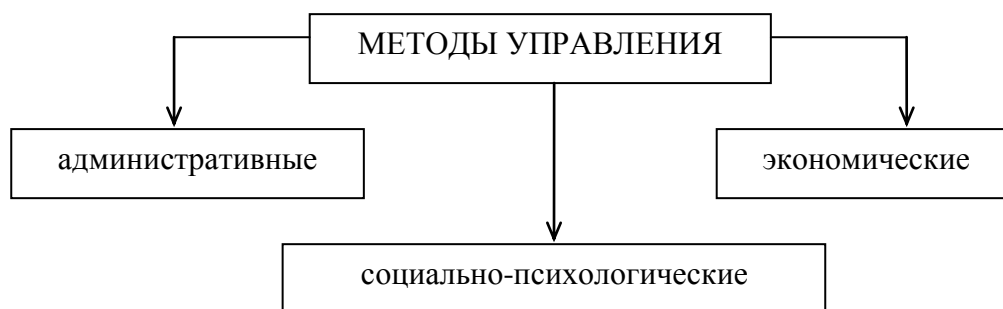 МЕТОДЫ УПРАВЛЕНИЯ
административные
экономические
социально-психологические